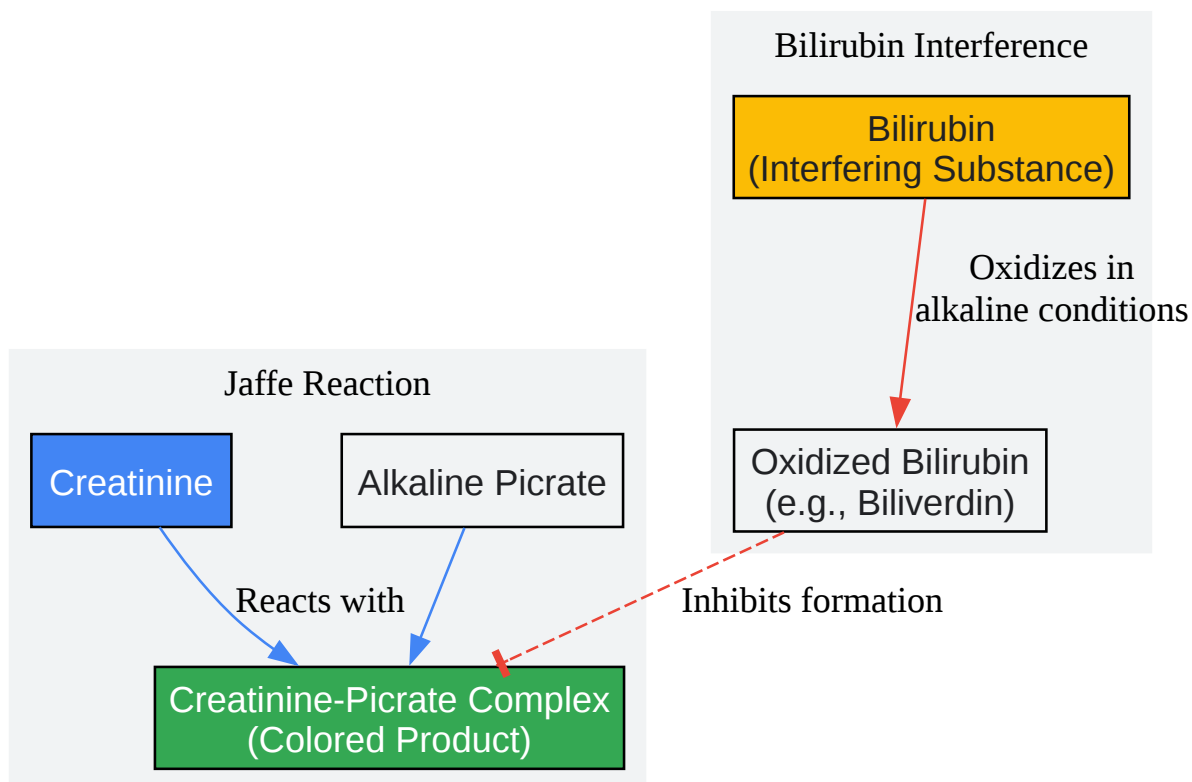 Bilirubin Interference
Bilirubin
(Interfering Substance)
Oxidizes in
alkaline conditions
Jaffe Reaction
Creatinine
Alkaline Picrate
Oxidized Bilirubin
(e.g., Biliverdin)
Reacts with
Inhibits formation
Creatinine-Picrate Complex
(Colored Product)